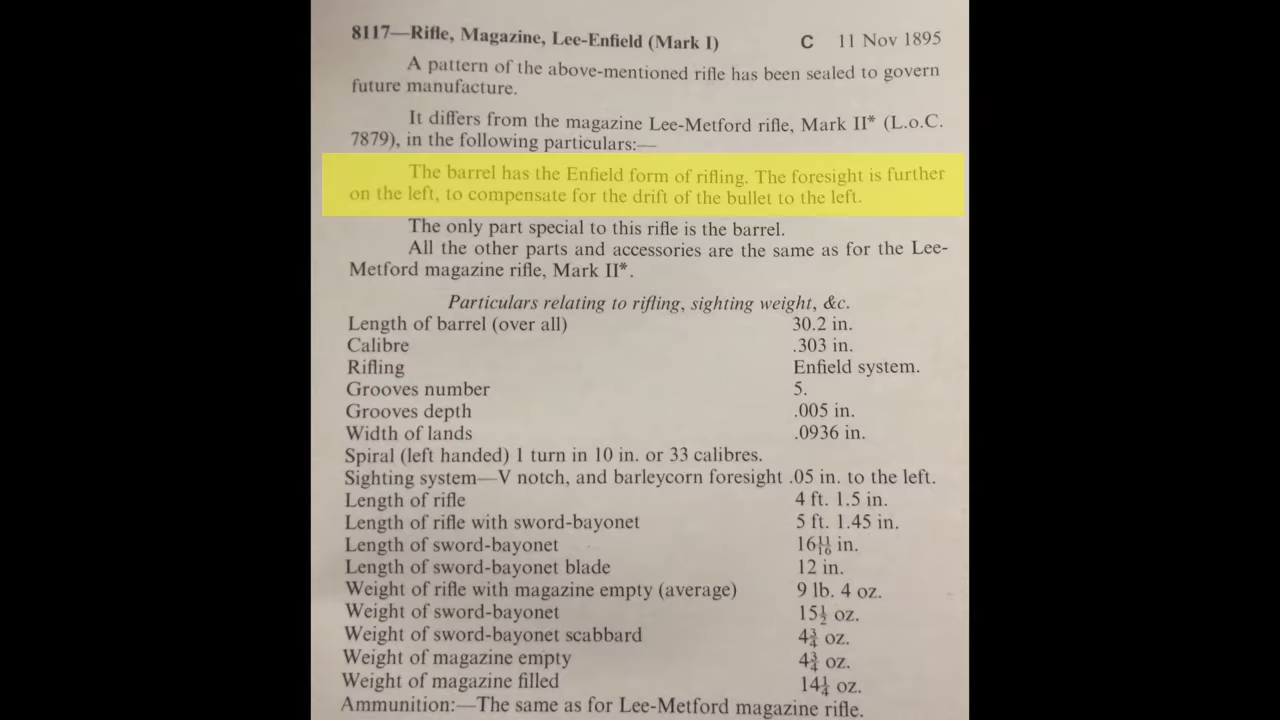 8117—Rifle, Magazine, Lee-Enfield (Mark I) C 11 Nov 1895
A pattern of the above-mentioned rifle has been sealed to govern
future manufacture.
It differs from the magazine Lee-Metford rifle, Mark II* (L.o.C.
7879), in the following particulars:—
The barrel has the Enfield form of rifling. The foresight is further
on the left, to compensate for the drift of the bullet to the left.
The only part special to this rifle is the barrel.
All the other parts and accessories are the same as for the Lee-
Metford magazine rifle, Mark II*.
Particulars relating to rifling, sighting weight, &c.
Length of barrel (over all) 30.2 in.
Calibre .303 in.
Rifling Enfield system.
Grooves number 5.
Grooves depth .005 in.
Width of lands .0936 in.
Spiral (left handed) 1 turn in 10 in. or 33 calibres.
Sighting system—V notch, and barleycorn foresight .05 in. to the left.
Length of rifle 4 ft. 1.5 in.
Length of rifle with sword-bayonet 5 ft. 1.45 in.
Length of sword-bayonet 16 11/16 in.
Length of sword-bayonet blade 12 in.
Weight of rifle with magazine empty (average) 9 lb. 4 oz.
Weight of sword-bayonet 15½ oz.
Weight of sword-bayonet scabbard 4¾ oz.
Weight of magazine empty 4¾ oz.
Weight of magazine filled 14¼ oz.
Ammunition:—The same as for Lee-Metford magazine rifle.